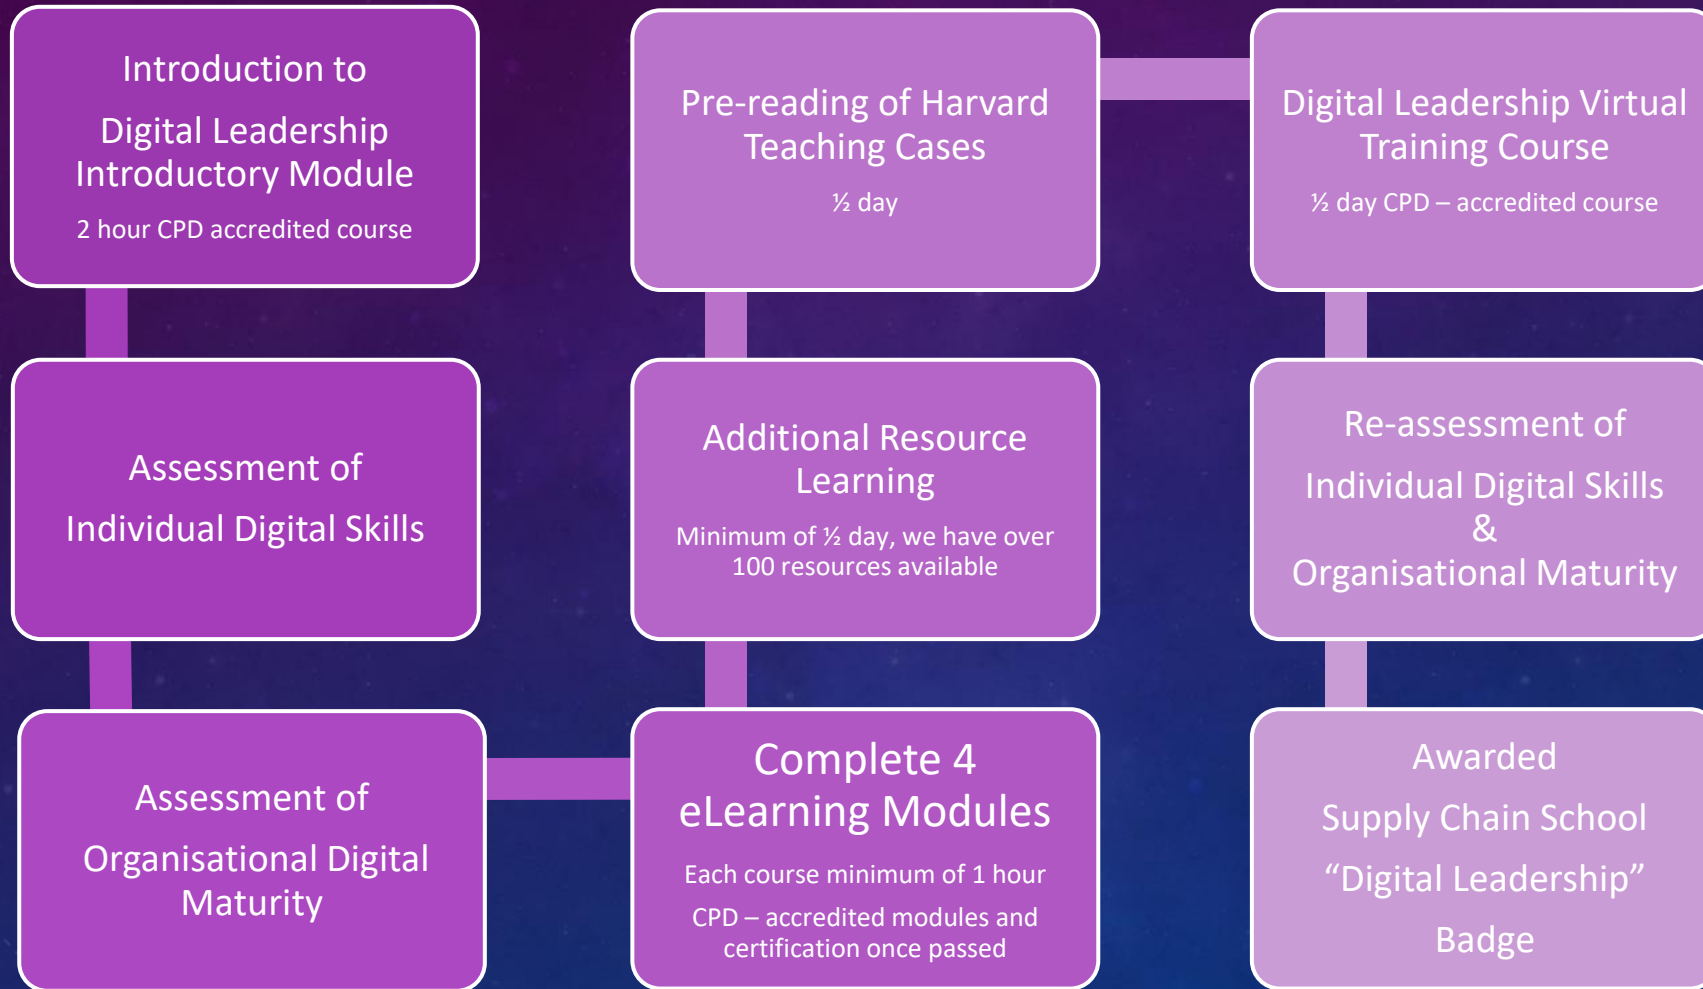 Introduction to
Digital Leadership
Introductory Module
2 hour CPD accredited course
Assessment of
Individual Digital Skills
Assessment of
Organisational Digital
Maturity
Complete 4
eLearning Modules
Each course minimum of 1 hour
CPD – accredited modules and
certification once passed
Additional Resource
Learning
Minimum of ½ day, we have over
100 resources available
Pre-reading of Harvard
Teaching Cases
½ day
Digital Leadership Virtual
Training Course
½ day CPD – accredited course
Re-assessment of
Individual Digital Skills
&
Organisational Maturity
Awarded
Supply Chain School
“Digital Leadership”
Badge